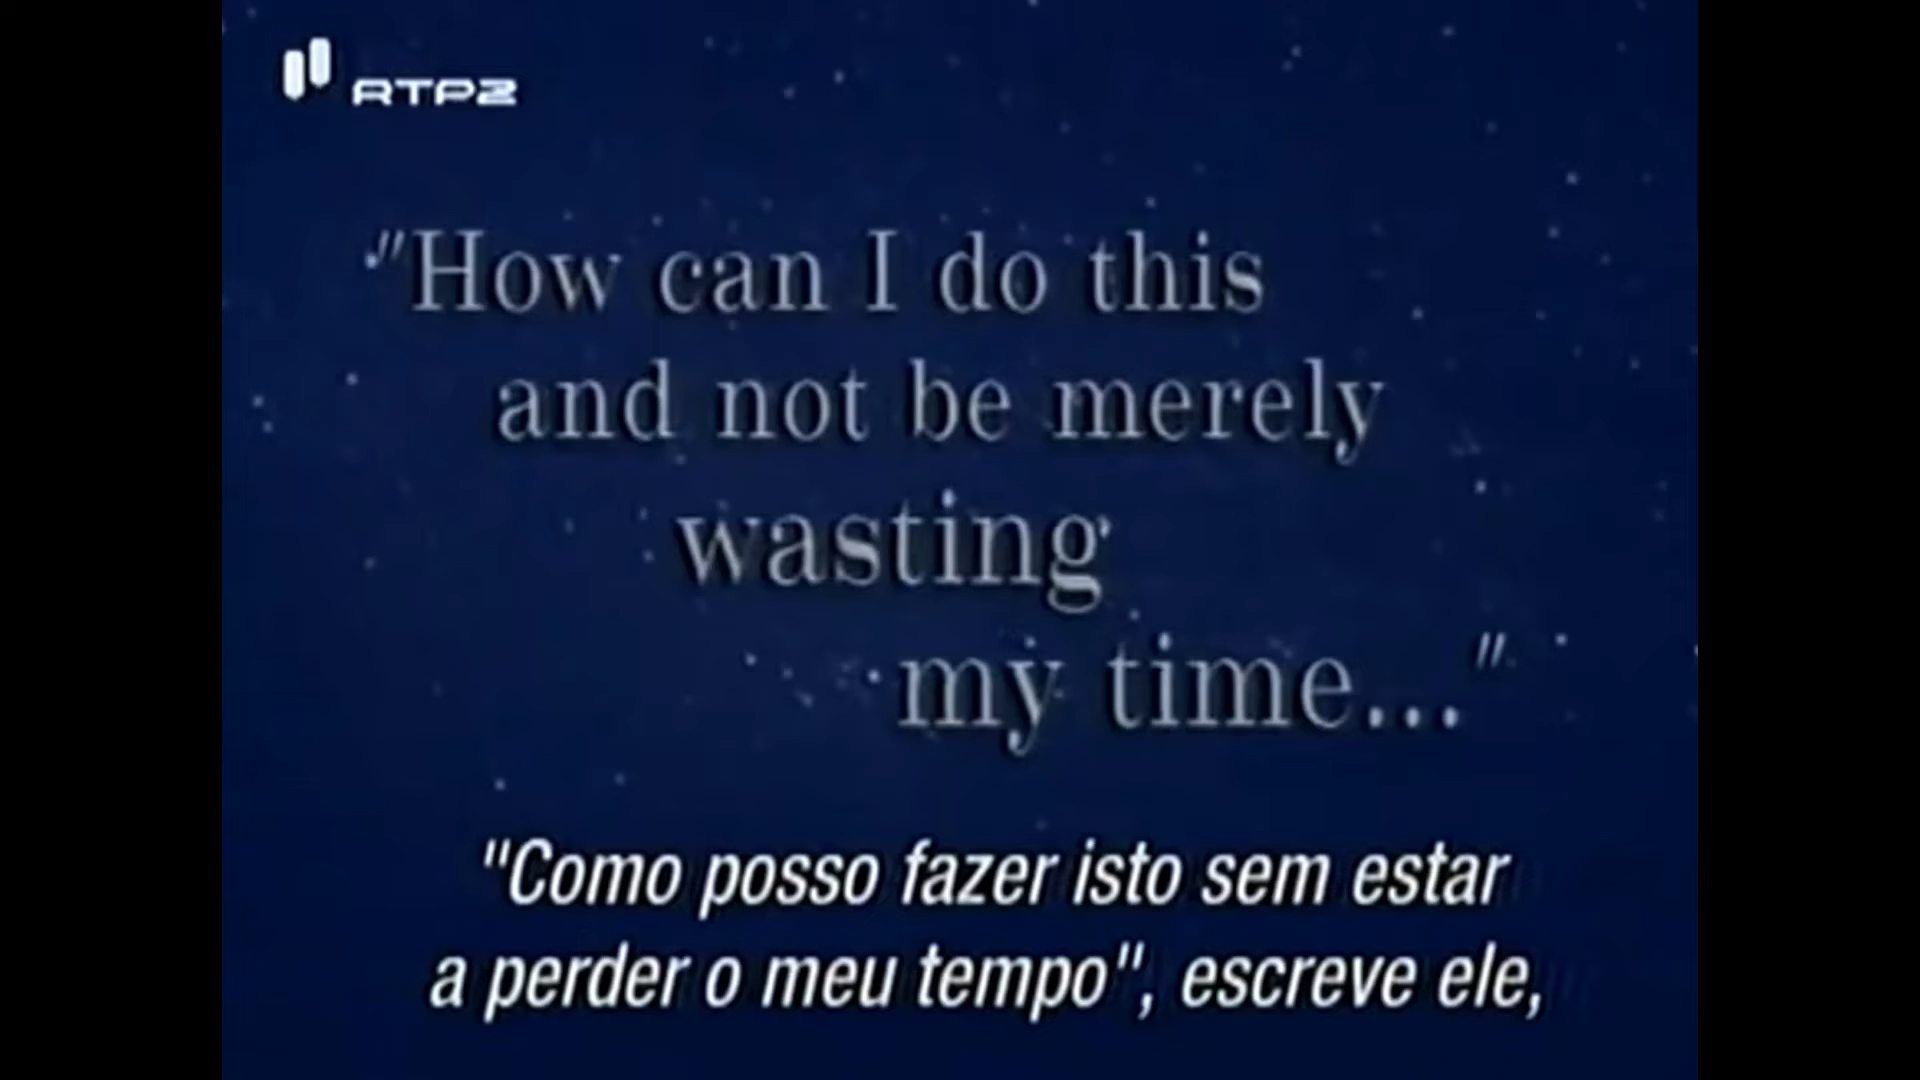 RTP2
"How can I do this
and not be merely
wasting
my time..."
"Como posso fazer isto sem estar
a perder o meu tempo", escreve ele,